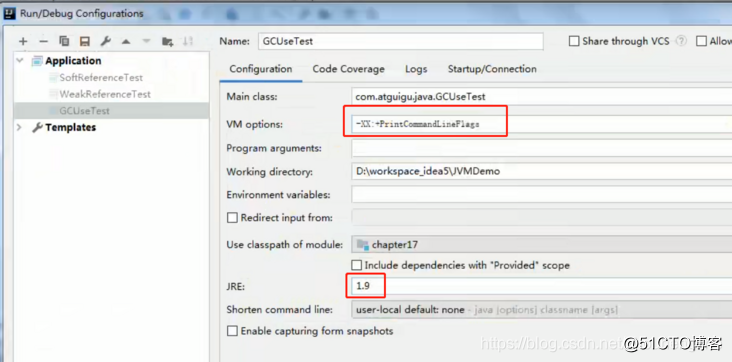 Run/Debug Configurations
Name: GCUseTest Share through VCS Allow
Application
SoftReferenceTest
WeakReferenceTest
GCUseTest
Templates
Configuration Code Coverage Logs Startup/Connection
Main class: com.atguigu.java.GCUseTest
VM options: -XX:+PrintCommandLineFlags
Program arguments:
Working directory: D:\workspace_idea5\JVMDemo
Environment variables:
Redirect input from:
Use classpath of module: chapter17
Include dependencies with "Provided" scope
JRE: 1.9
Shorten command line: user-local default: none - java [options] classname [args]
Enable capturing form snapshots
https://blog.csdn.net
@51CTO博客